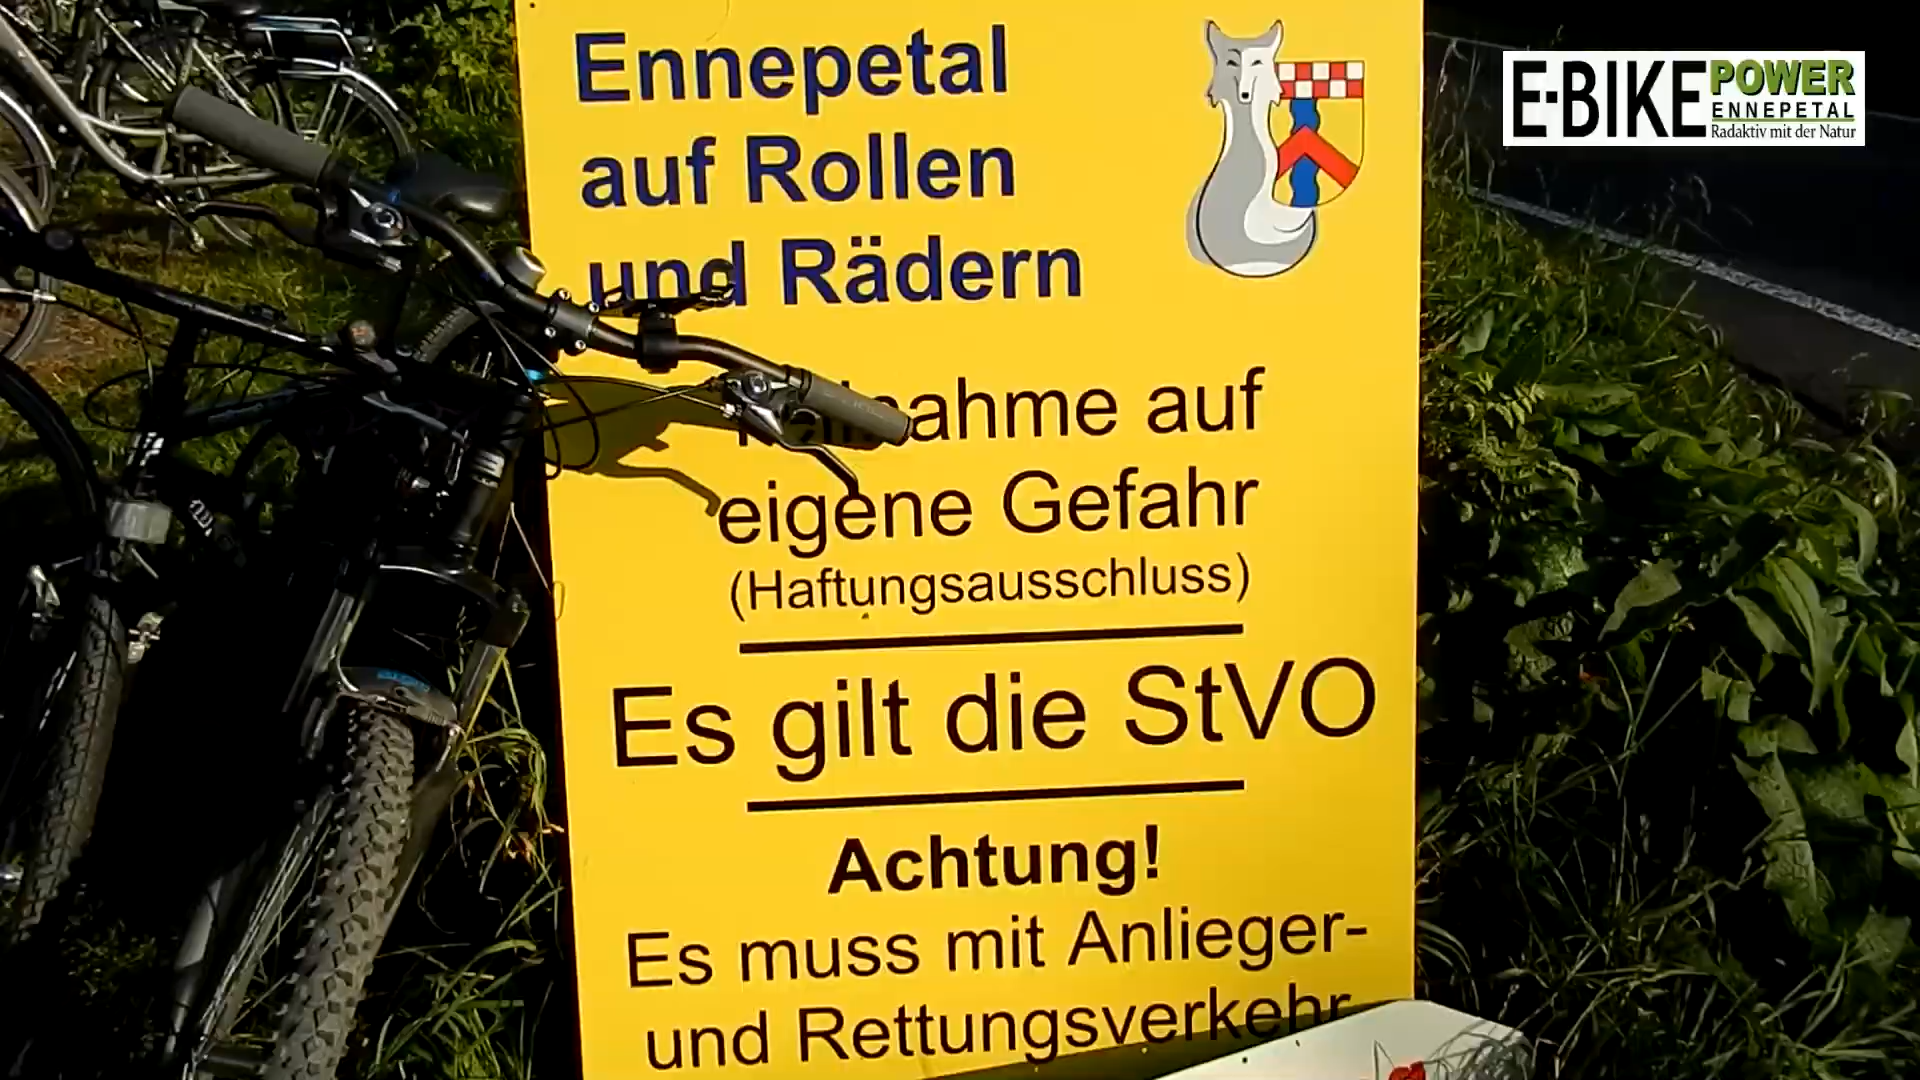 Ennepetal
auf Rollen
und Rädern
auf
eigene Gefahr
(Haftungsausschluss)
Es gilt die StVO
Achtung!
Es muss mit Anlieger-
und Rettungsverkehr
E-BIKE POWER
ENNEPETAL
Radaktiv mit der Natur